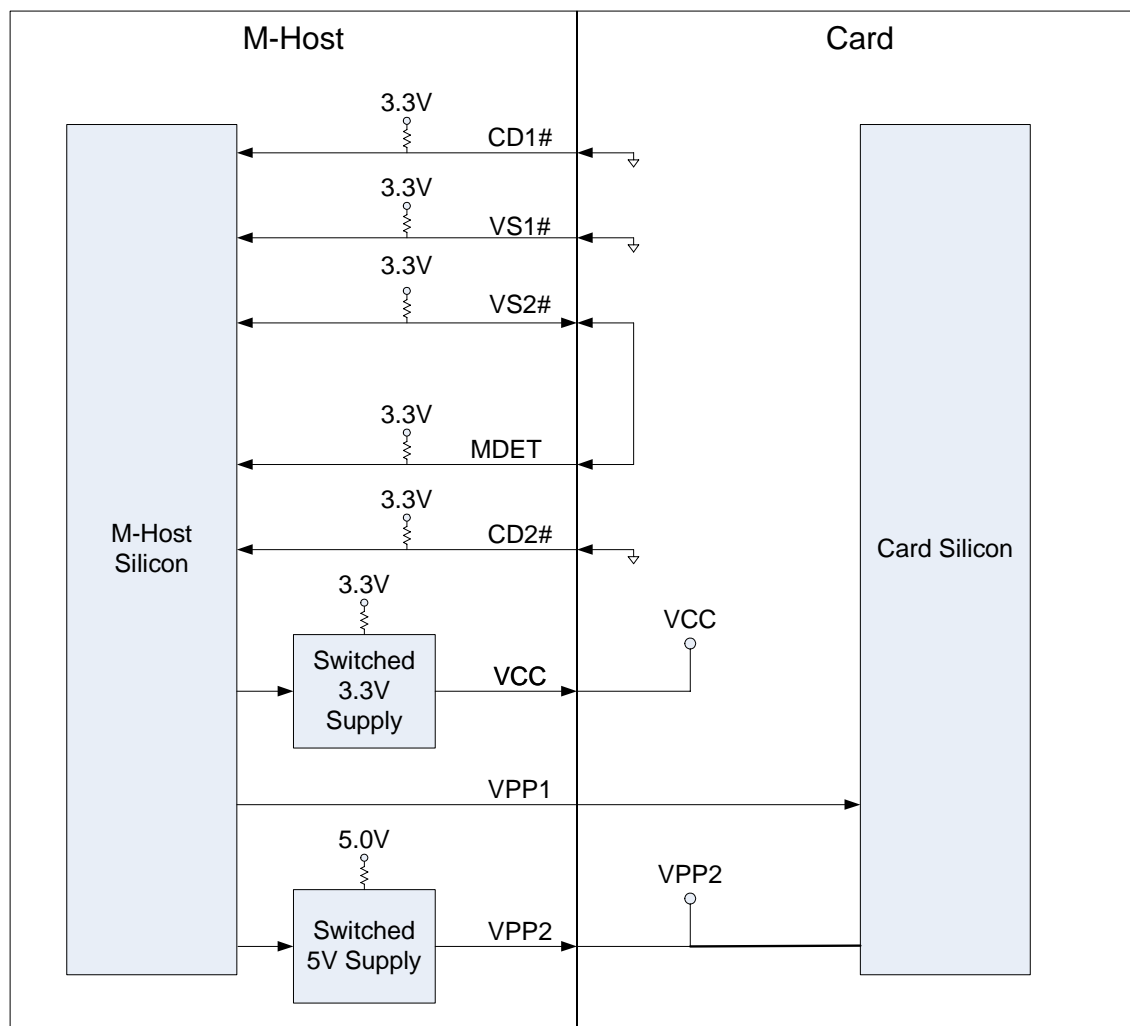 M-Host
Card
3.3V
CD1#
3.3V
VS1#
3.3V
VS2#
3.3V
MDET
3.3V
CD2#
M-Host
Silicon
Card Silicon
3.3V
Switched
3.3V
Supply
VCC
VCC
VPP1
5.0V
Switched
5V Supply
VPP2
VPP2